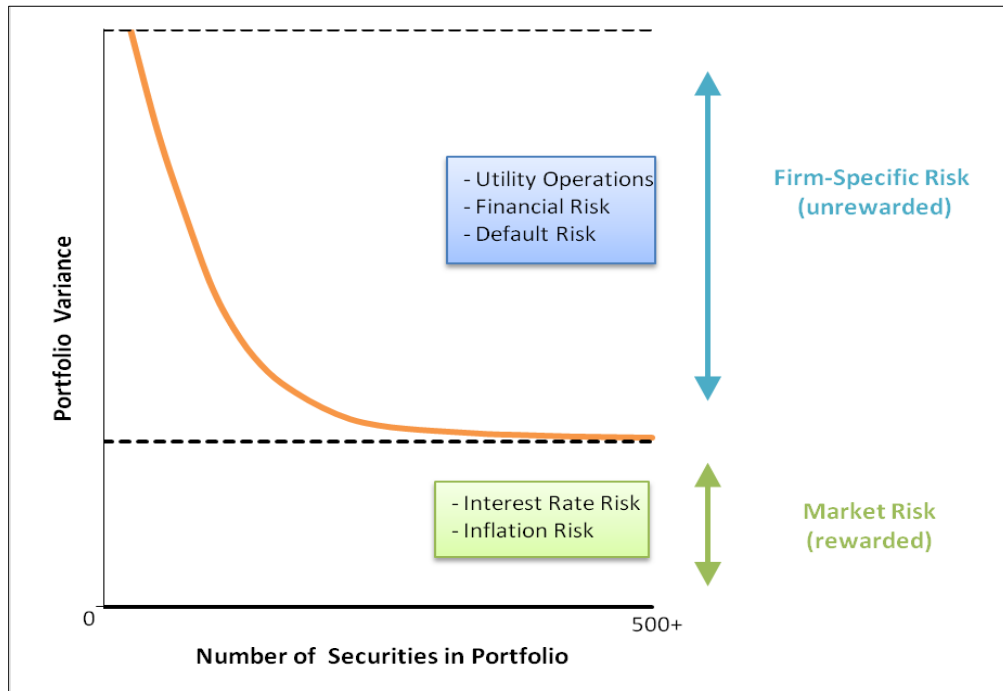 Portfolio Variance
- Utility Operations
- Financial Risk
- Default Risk
Firm-Specific Risk
(unrewarded)
- Interest Rate Risk
- Inflation Risk
Market Risk
(rewarded)
0
500+
Number of Securities in Portfolio